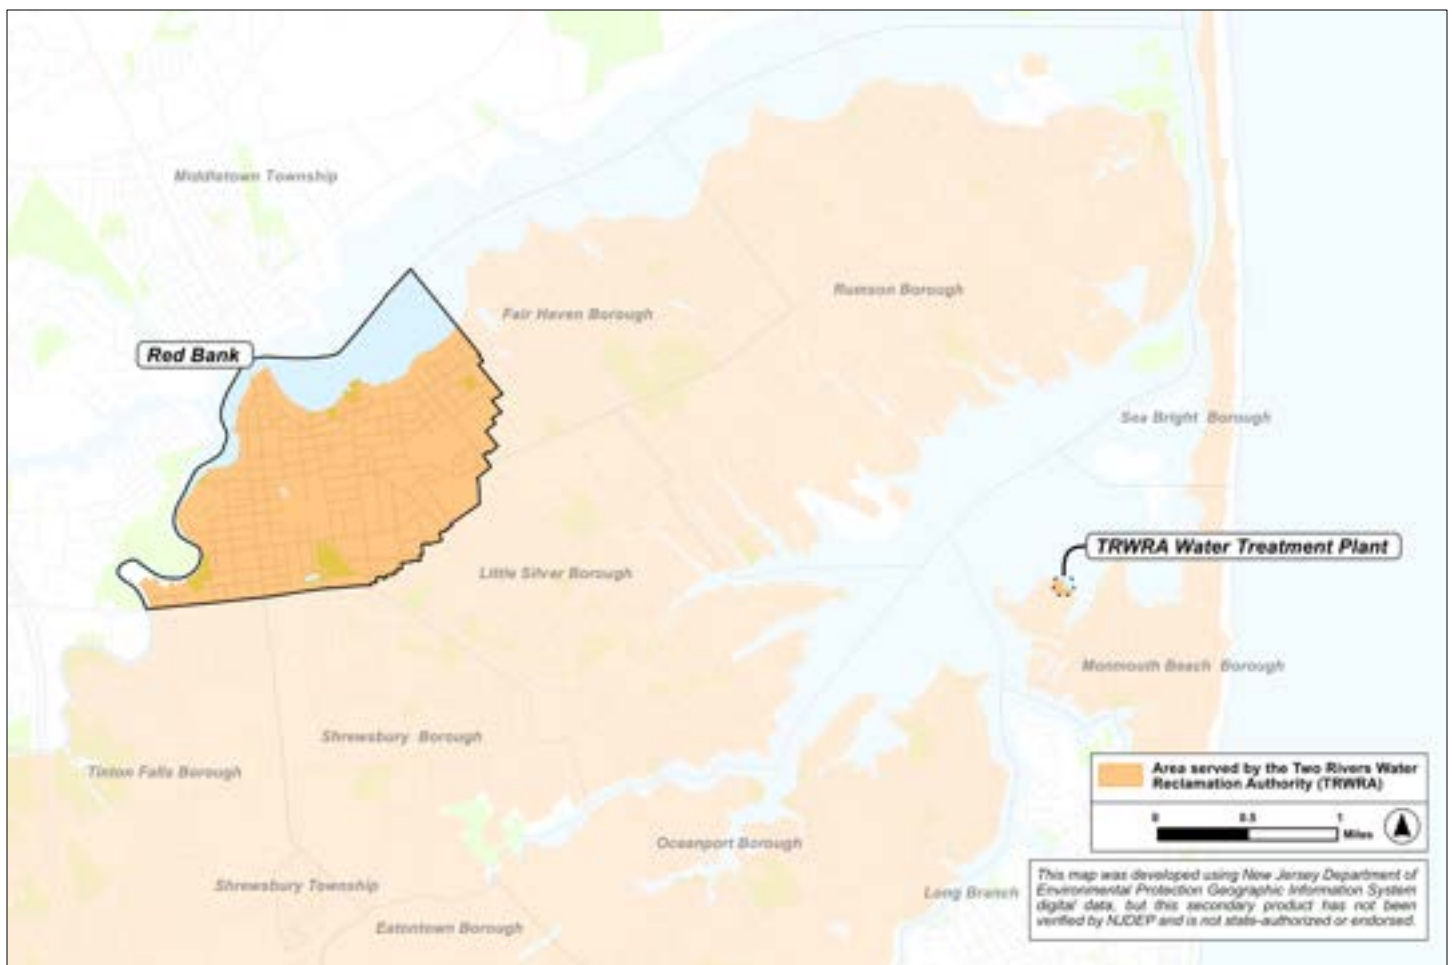 Middletown Township
Rumson Borough
Fair Haven Borough
Red Bank
Sea Bright Borough
TRWRA Water Treatment Plant
Little Silver Borough
Monmouth Beach Borough
Shrewsbury Borough
Tinton Falls Borough
Area served by the Two Rivers Water
Reclamation Authority (TRWRA)
0 0.5 1
Miles
Oceanport Borough
Shrewsbury Township
Long Branch
Eatontown Borough
This map was developed using New Jersey Department of
Environmental Protection Geographic Information System
digital data, but this secondary product has not been
verified by NJDEP and is not state-authorized or endorsed.